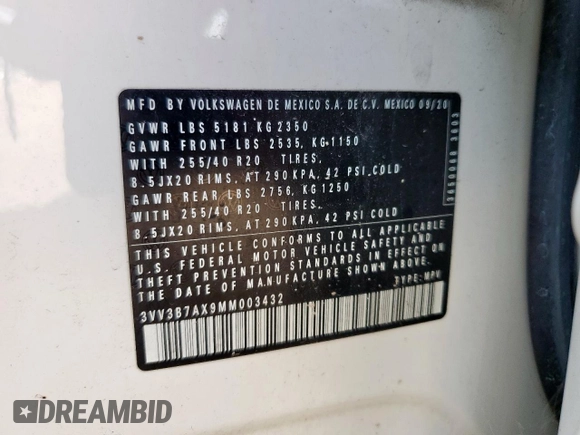 MFD BY VOLKSWAGEN DE MEXICO S.A. DE C.V. MEXICO 09/20
GVWR LBS 5181 KG 2350
GAWR FRONT LBS 2535, KG 1150
WITH 255/40 R20 TIRES.
8.5JX20 RIMS. AT 290 KPA. 42 PSI COLD
GAWR REAR LBS 2756, KG 1250
WITH 255/40 R20 TIRES.
8.5JX20 RIMS. AT 290 KPA. 42 PSI COLD
THIS VEHICLE CONFORMS TO ALL APPLICABLE
U.S. FEDERAL MOTOR VEHICLE SAFETY AND
THEFT PREVENTION STANDARDS IN EFFECT ON
THE DATE OF MANUFACTURE SHOWN ABOVE.
3VV3B7AX9MM003432
TYPE-MPV
DREAMBID